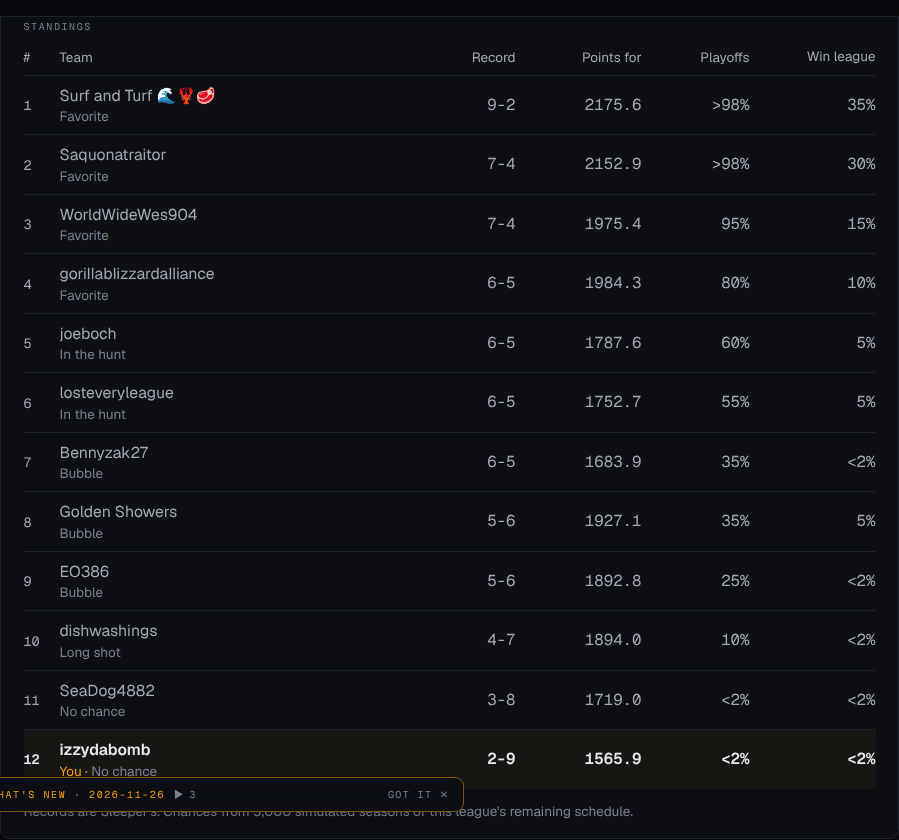 STANDINGS
# Team Record Points for Playoffs Win league
1 Surf and Turf 🌊🦞🥩 9-2 2175.6 >98% 35%
Favorite
2 Saquonatraitor 7-4 2152.9 >98% 30%
Favorite
3 WorldWideWes904 7-4 1975.4 95% 15%
Favorite
4 gorillablizzardalliance 6-5 1984.3 80% 10%
Favorite
5 joeboch 6-5 1787.6 60% 5%
In the hunt
6 losteveryleague 6-5 1752.7 55% 5%
In the hunt
7 Bennyzak27 6-5 1683.9 35% <2%
Bubble
8 Golden Showers 5-6 1927.1 35% 5%
Bubble
9 EO386 5-6 1892.8 25% <2%
Bubble
10 dishwashings 4-7 1894.0 10% <2%
Long shot
11 SeaDog4882 3-8 1719.0 <2% <2%
No chance
12 izzydabomb 2-9 1565.9 <2% <2%
You · No chance
HAT'S NEW · 2026-11-26 ▶ 3 GOT IT ×
Records are Sleeper's. Chances from 5,000 simulated seasons of this league's remaining schedule.